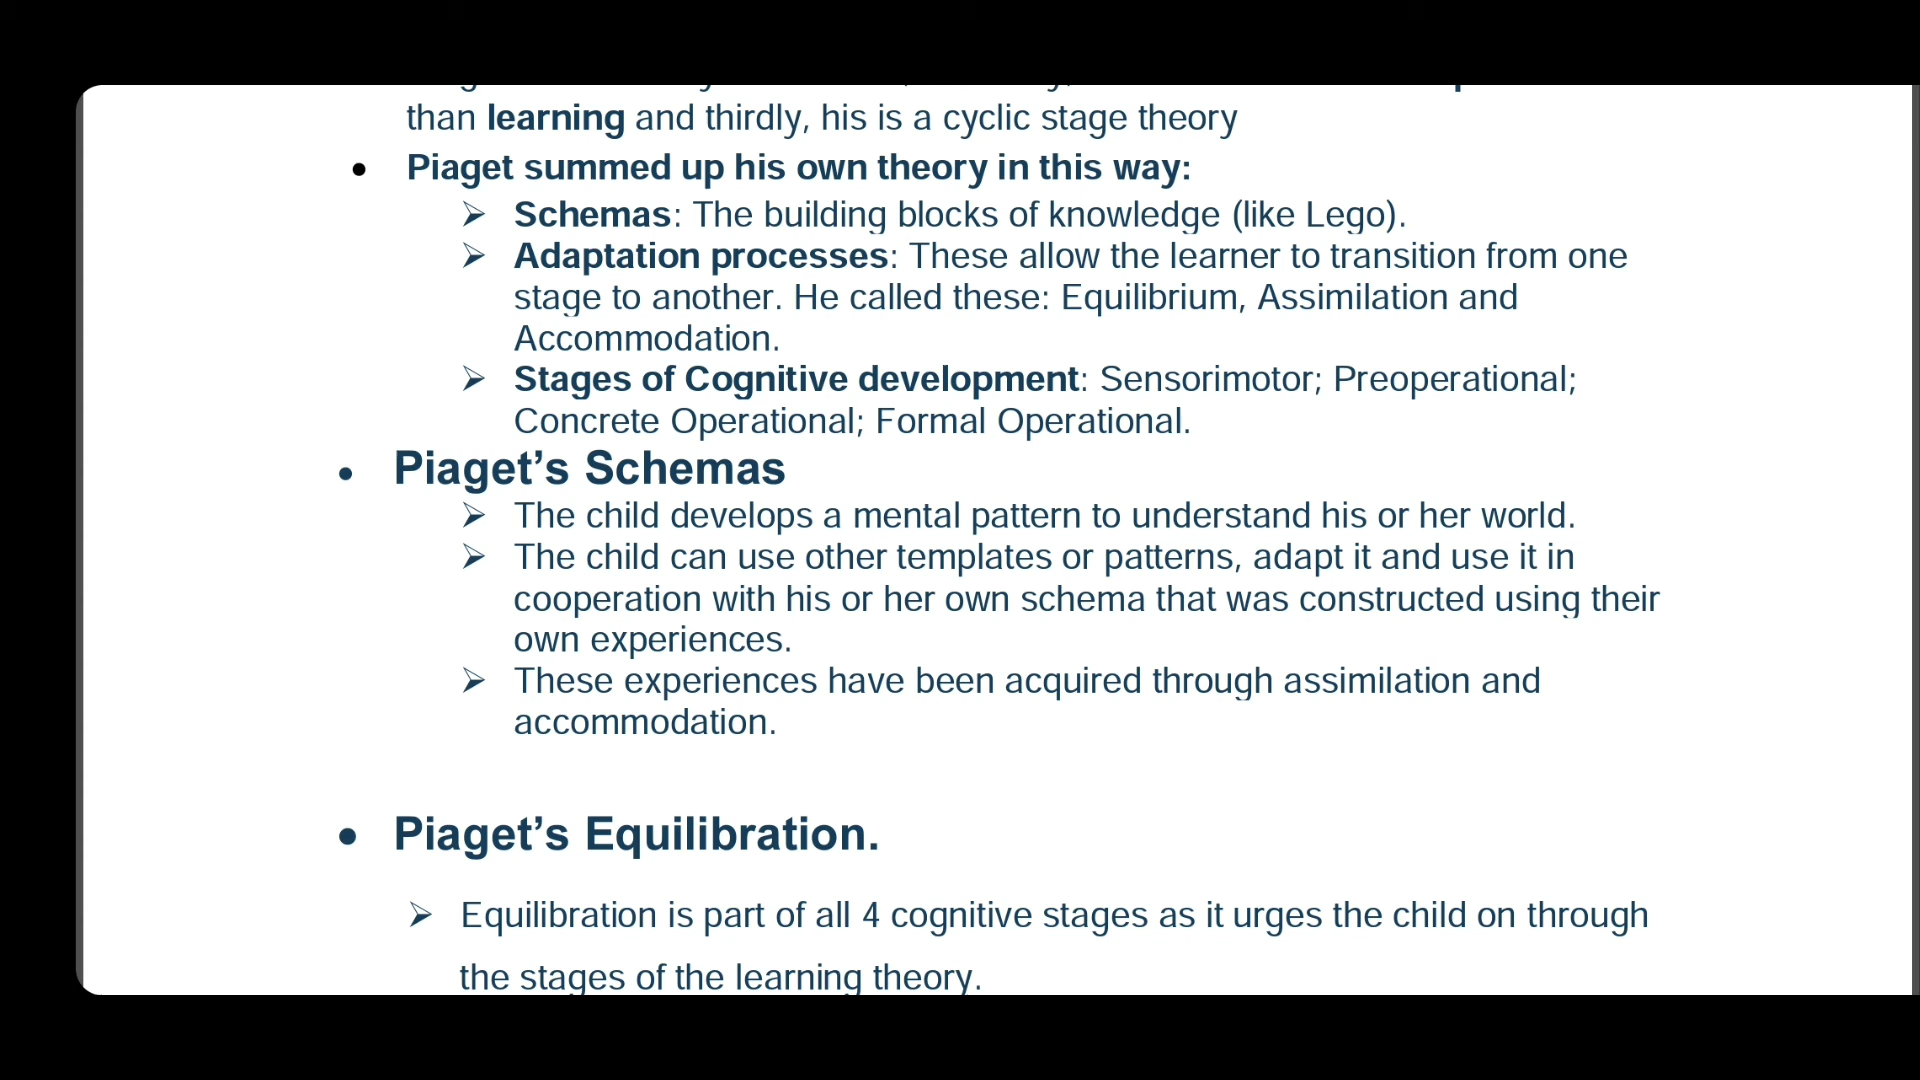 than learning and thirdly, his is a cyclic stage theory
• Piaget summed up his own theory in this way:
➢ Schemas: The building blocks of knowledge (like Lego).
➢ Adaptation processes: These allow the learner to transition from one
stage to another. He called these: Equilibrium, Assimilation and
Accommodation.
➢ Stages of Cognitive development: Sensorimotor; Preoperational;
Concrete Operational; Formal Operational.
• Piaget’s Schemas
➢ The child develops a mental pattern to understand his or her world.
➢ The child can use other templates or patterns, adapt it and use it in
cooperation with his or her own schema that was constructed using their
own experiences.
➢ These experiences have been acquired through assimilation and
accommodation.
• Piaget’s Equilibration.
➢ Equilibration is part of all 4 cognitive stages as it urges the child on through
the stages of the learning theory.